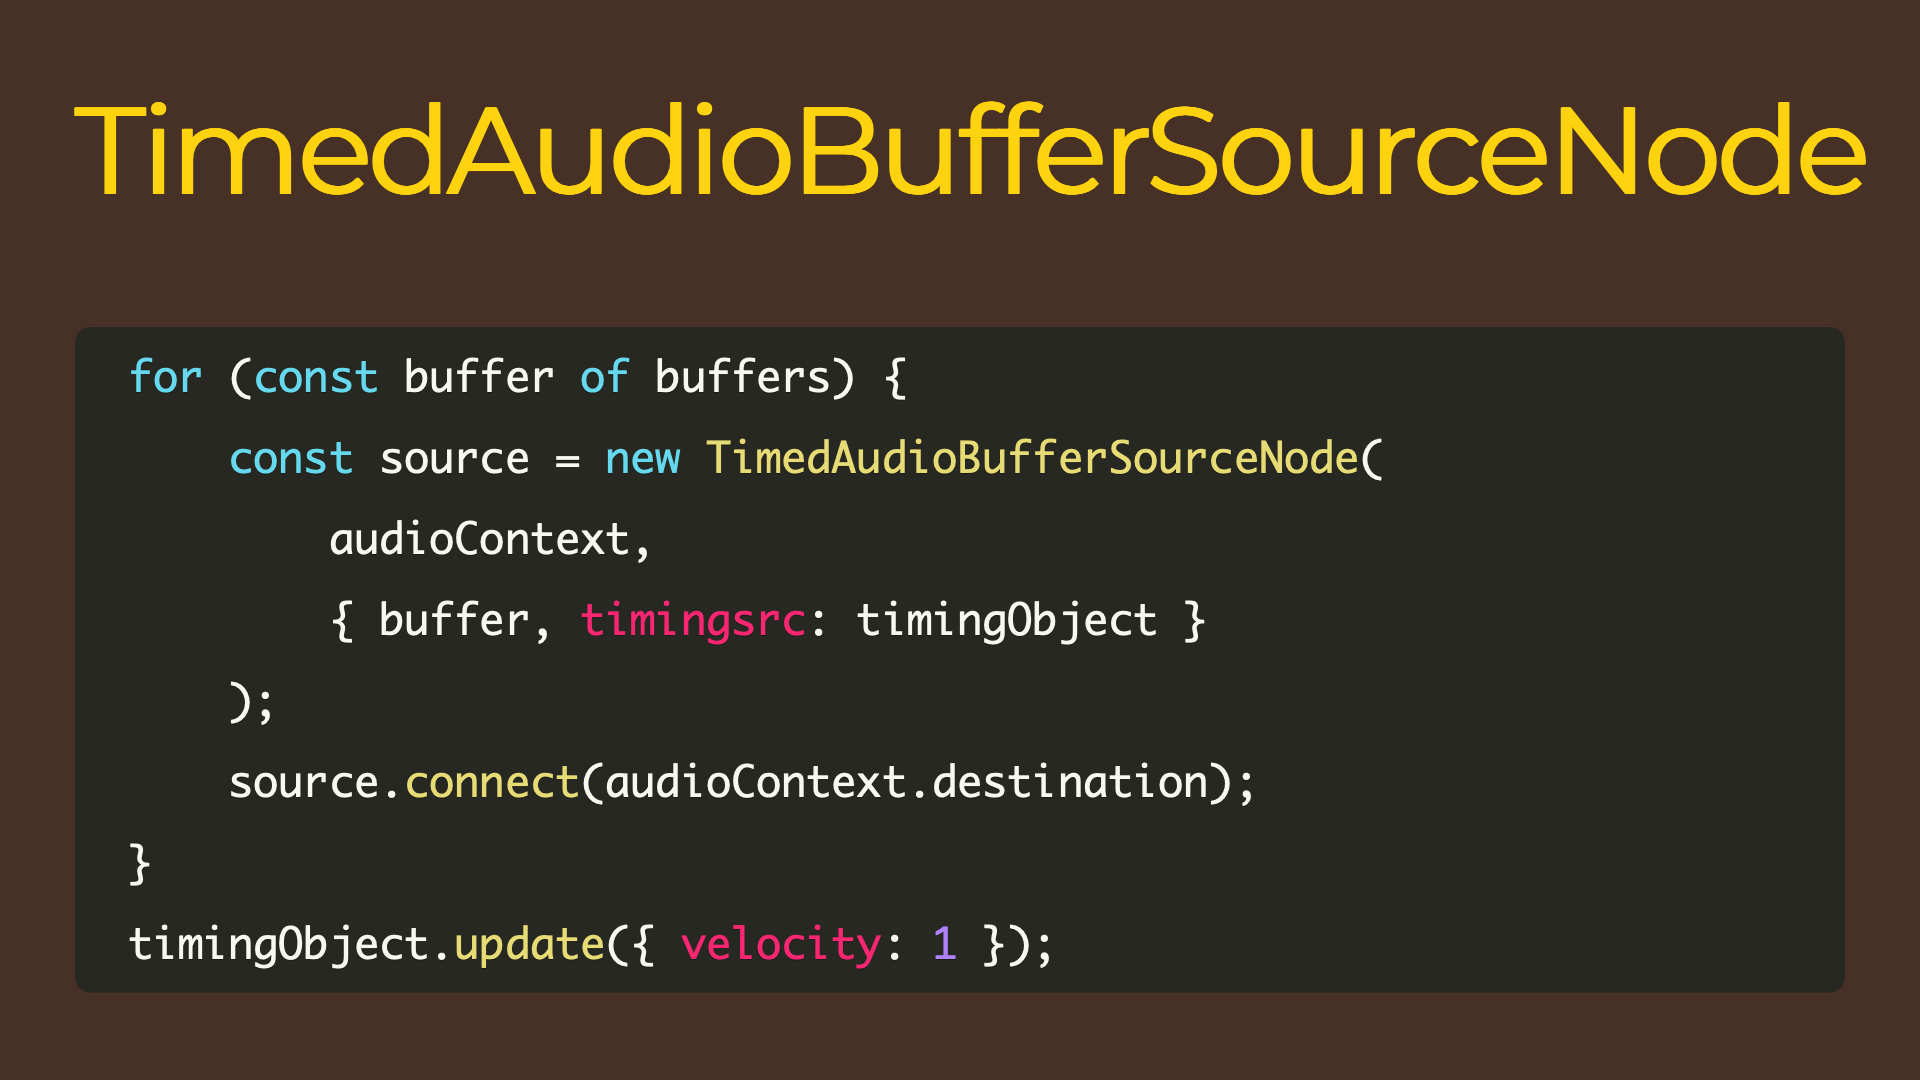 TimedAudioBufferSourceNode
for (const buffer of buffers) {
    const source = new TimedAudioBufferSourceNode(
        audioContext,
        { buffer, timingsrc: timingObject }
    );
    source.connect(audioContext.destination);
}
timingObject.update({ velocity: 1 });